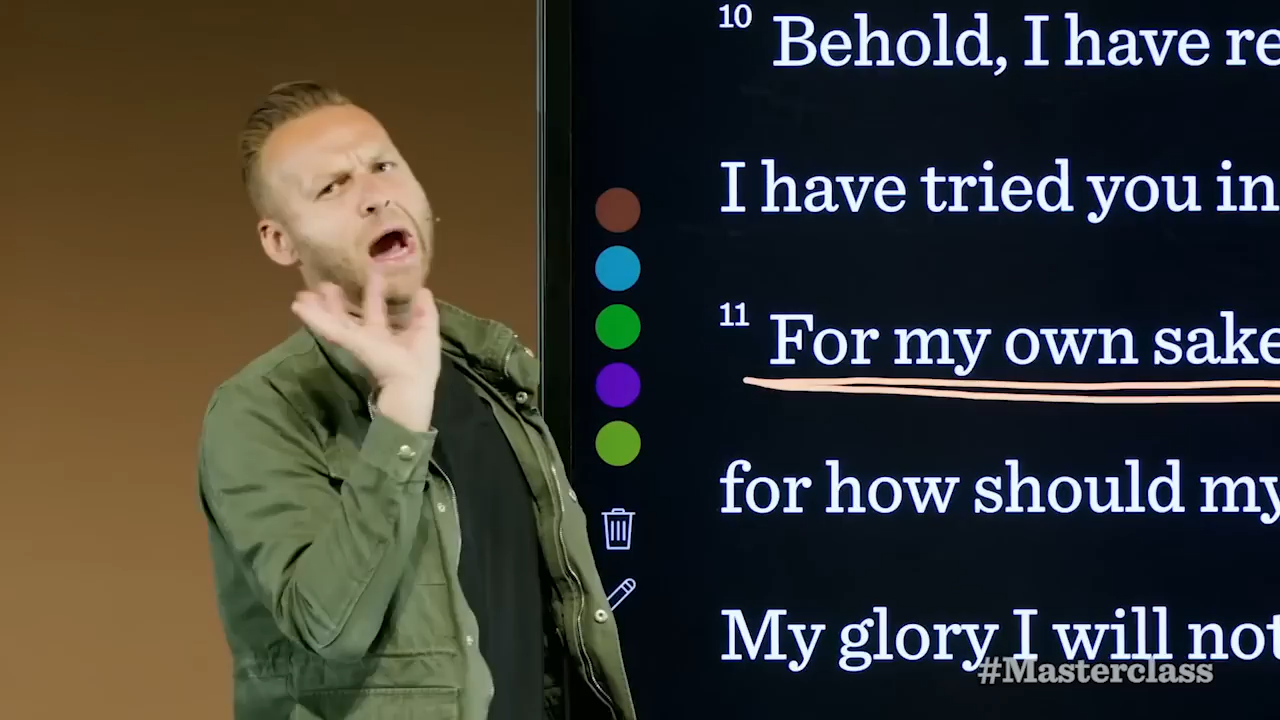 10 Behold, I have re
I have tried you in
11 For my own sake
for how should my
My glory I will not
#Masterclass